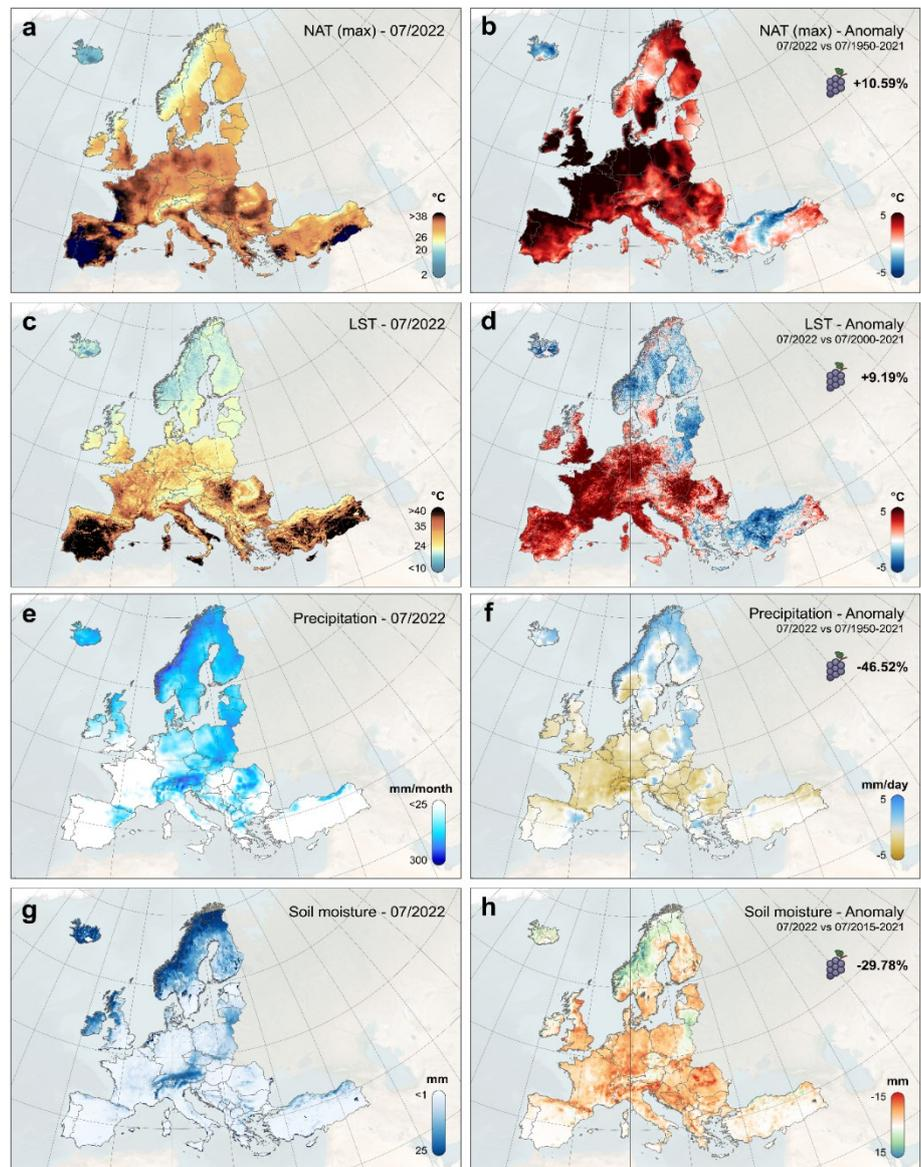 a
NAT (max) - 07/2022
°C
>38
26
20
2
b
NAT (max) - Anomaly
07/2022 vs 07/1950-2021
+10.59%
°C
5
-5
c
LST - 07/2022
°C
>40
35
24
<10
d
LST - Anomaly
07/2022 vs 07/2000-2021
+9.19%
°C
5
-5
e
Precipitation - 07/2022
mm/month
<25
300
f
Precipitation - Anomaly
07/2022 vs 07/1950-2021
-46.52%
mm/day
5
-5
g
Soil moisture - 07/2022
mm
<1
25
h
Soil moisture - Anomaly
07/2022 vs 07/2015-2021
-29.78%
mm
-15
15